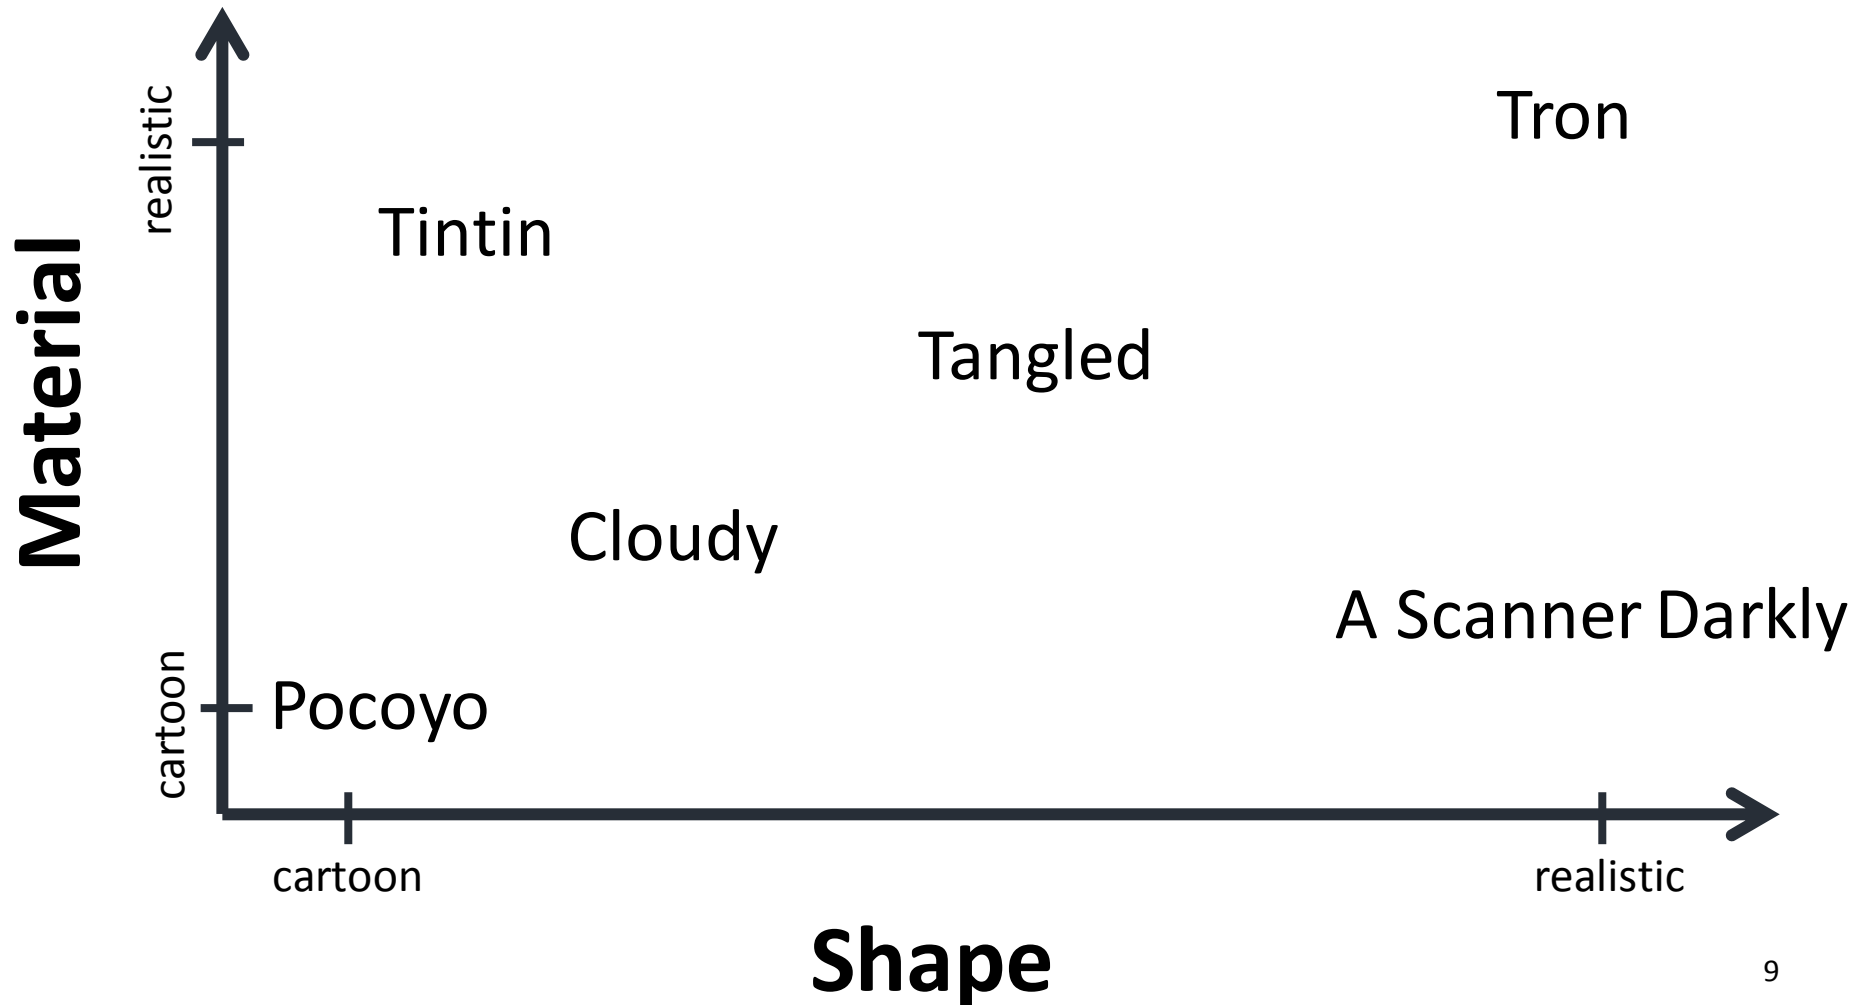 Material
realistic
cartoon
Tron
Tintin
Tangled
Cloudy
A Scanner Darkly
Pocoyo
cartoon
realistic
Shape
9